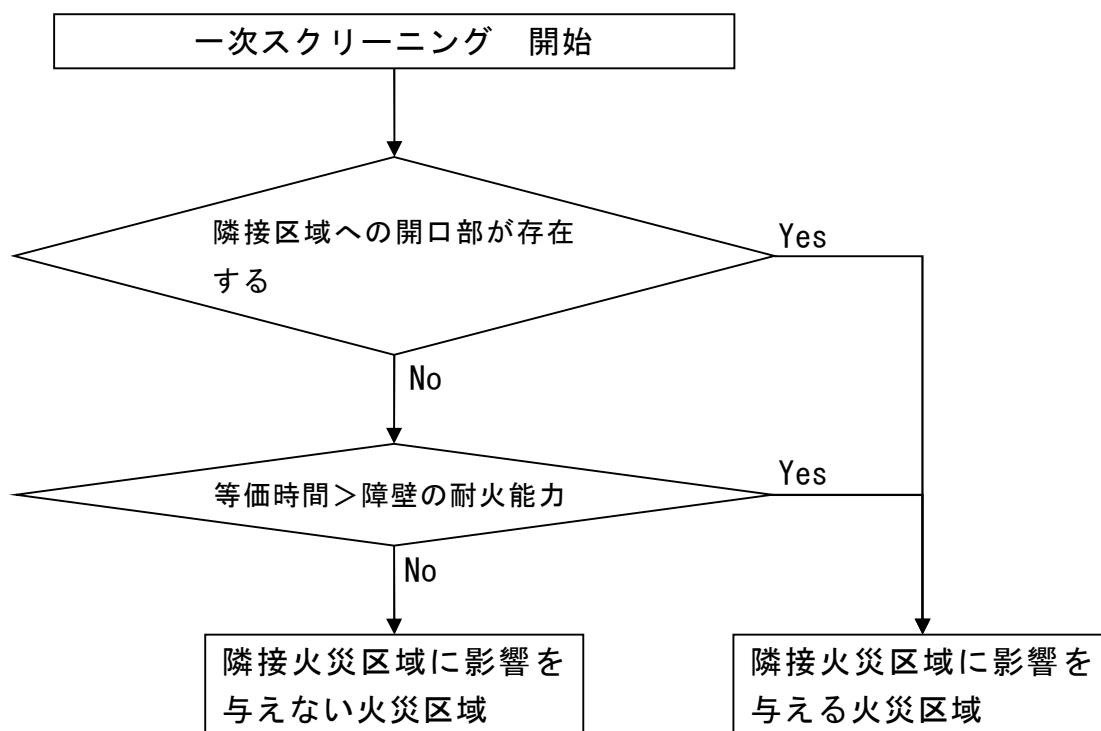 一次スクリーニング　開始
隣接区域への開口部が存在
する
Yes
No
等価時間＞障壁の耐火能力
Yes
No
隣接火災区域に影響を
与えない火災区域
隣接火災区域に影響を
与える火災区域